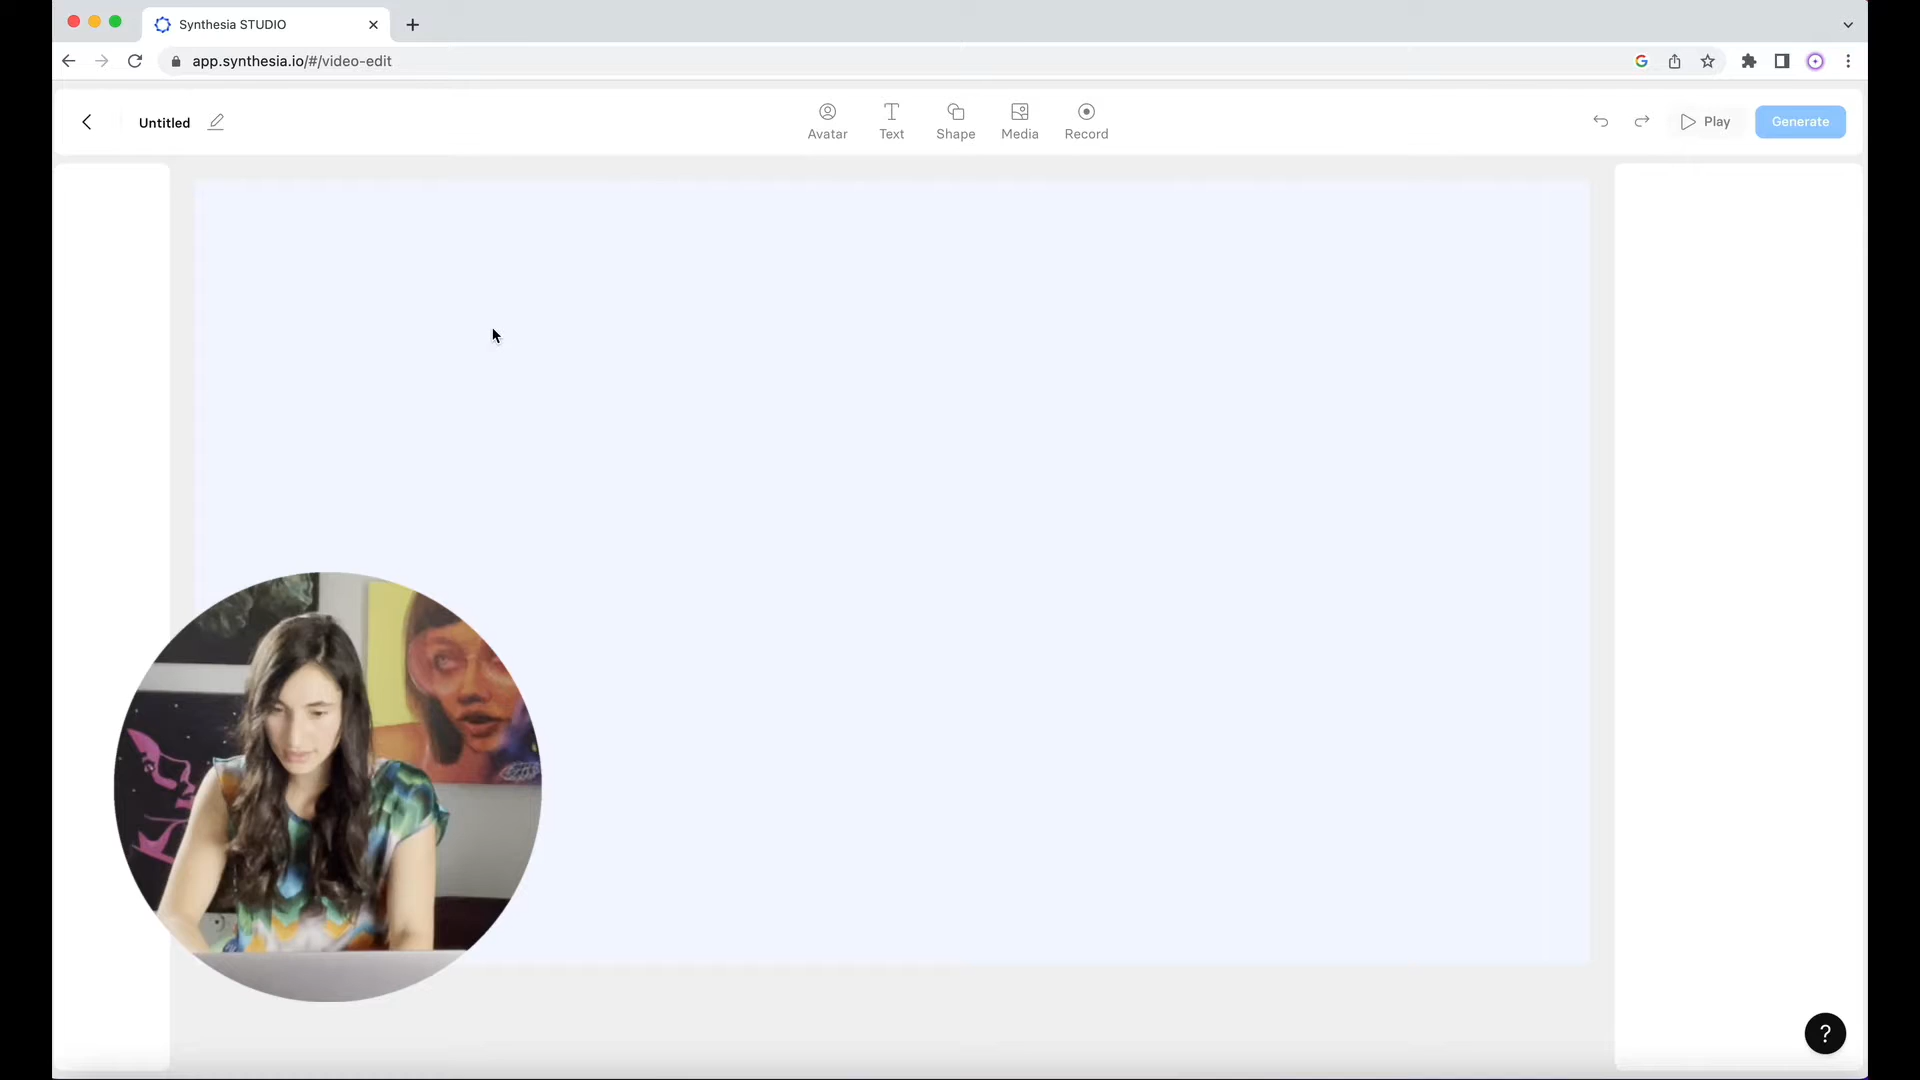 Synthesia STUDIO
app.synthesia.io/#/video-edit
Untitled
Avatar
Text
Shape
Media
Record
Play
Generate
?